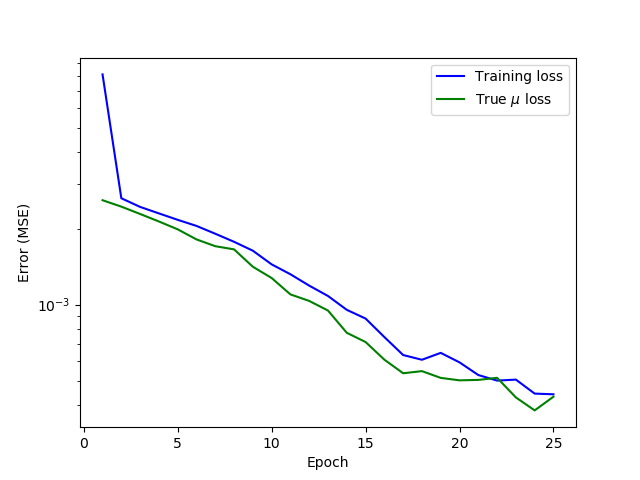 Training loss
True μ loss
Error (MSE)
10⁻³
0 5 10 15 20 25
Epoch